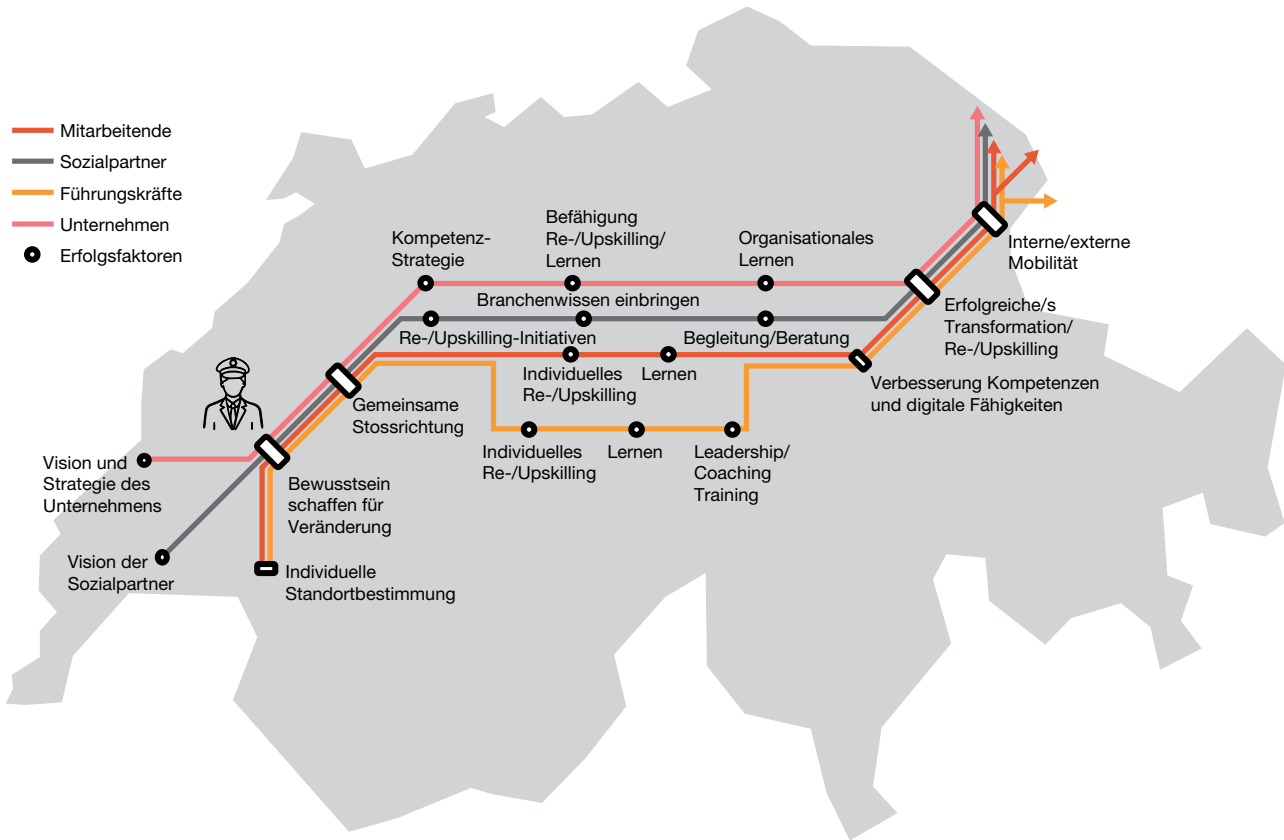 Mitarbeitende
Sozialpartner
Führungskräfte
Unternehmen
Erfolgsfaktoren
Kompetenz-
Strategie
Befähigung
Re-/Upskilling/
Lernen
Organisationales
Lernen
Interne/externe
Mobilität
Branchenwissen einbringen
Re-/Upskilling-Initiativen
Begleitung/Beratung
Erfolgreiche/s
Transformation/
Re-/Upskilling
Individuelles
Re-/Upskilling
Lernen
Verbesserung Kompetenzen
und digitale Fähigkeiten
Gemeinsame
Stossrichtung
Individuelles
Re-/Upskilling
Lernen
Leadership/
Coaching
Training
Vision und
Strategie des
Unternehmens
Bewusstsein
schaffen für
Veränderung
Vision der
Sozialpartner
Individuelle
Standortbestimmung